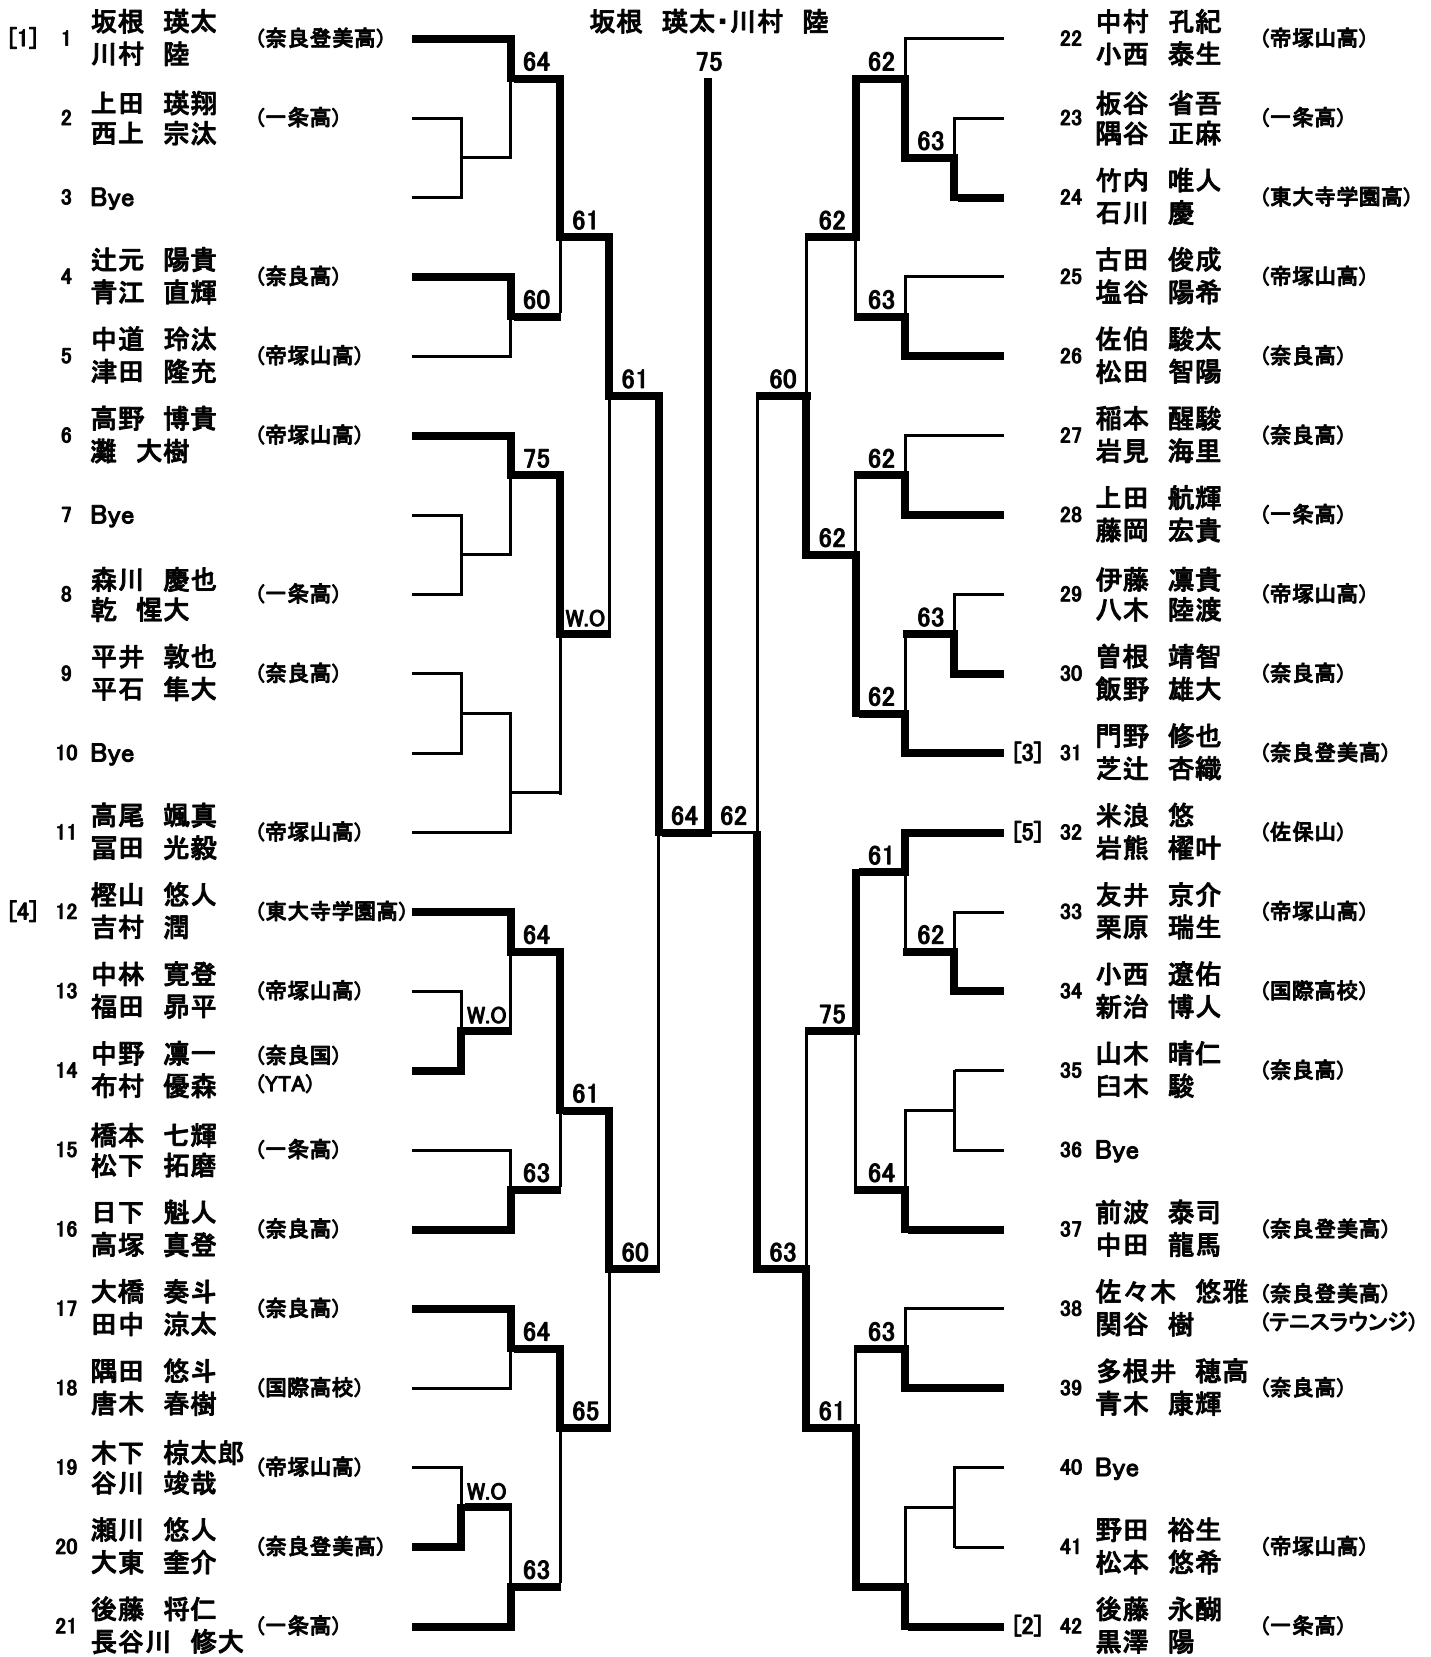 坂根 瑛太・川村 陸
75
[1] 1 坂根 瑛太 (奈良登美高)
川村 陸
64
2 上田 瑛翔 (一条高)
西上 宗汰
3 Bye
61
4 辻元 陽貴 (奈良高)
青江 直輝
60
5 中道 玲汰 (帝塚山高)
津田 隆充
61
6 高野 博貴 (帝塚山高)
灘 大樹
75
7 Bye
8 森川 慶也 (一条高)
乾 惺大
W.O
9 平井 敦也 (奈良高)
平石 隼大
10 Bye
11 高尾 颯真 (帝塚山高)
冨田 光毅
64
[4] 12 樫山 悠人 (東大寺学園高)
吉村 潤
64
13 中林 寛登 (帝塚山高)
福田 昴平
W.O
14 中野 凛一 (奈良国)
布村 優森 (YTA)
61
15 橋本 七輝 (一条高)
松下 拓磨
63
16 日下 魁人 (奈良高)
高塚 真登
60
17 大橋 奏斗 (奈良高)
田中 涼太
64
18 隅田 悠斗 (国際高校)
唐木 春樹
65
19 木下 椋太郎 (帝塚山高)
谷川 竣哉
W.O
20 瀬川 悠人 (奈良登美高)
大東 奎介
63
21 後藤 将仁 (一条高)
長谷川 修大
22 中村 孔紀 (帝塚山高)
小西 泰生
62
23 板谷 省吾 (一条高)
隅谷 正麻
63
24 竹内 唯人 (東大寺学園高)
石川 慶
62
25 古田 俊成 (帝塚山高)
塩谷 陽希
63
26 佐伯 駿太 (奈良高)
松田 智陽
60
27 稲本 醒駿 (奈良高)
岩見 海里
62
28 上田 航輝 (一条高)
藤岡 宏貴
62
29 伊藤 凛貴 (帝塚山高)
八木 陸渡
63
30 曽根 靖智 (奈良高)
飯野 雄大
62
[3] 31 門野 修也 (奈良登美高)
芝辻 杏織
62
[5] 32 米浪 悠 (佐保山)
岩熊 櫂叶
61
33 友井 京介 (帝塚山高)
栗原 瑞生
62
34 小西 遼佑 (国際高校)
新治 博人
75
35 山木 晴仁 (奈良高)
臼木 駿
36 Bye
64
37 前波 泰司 (奈良登美高)
中田 龍馬
63
38 佐々木 悠雅 (奈良登美高)
関谷 樹 (テニスラウンジ)
63
39 多根井 穂高 (奈良高)
青木 康輝
61
40 Bye
41 野田 裕生 (帝塚山高)
松本 悠希
[2] 42 後藤 永醐 (一条高)
黒澤 陽